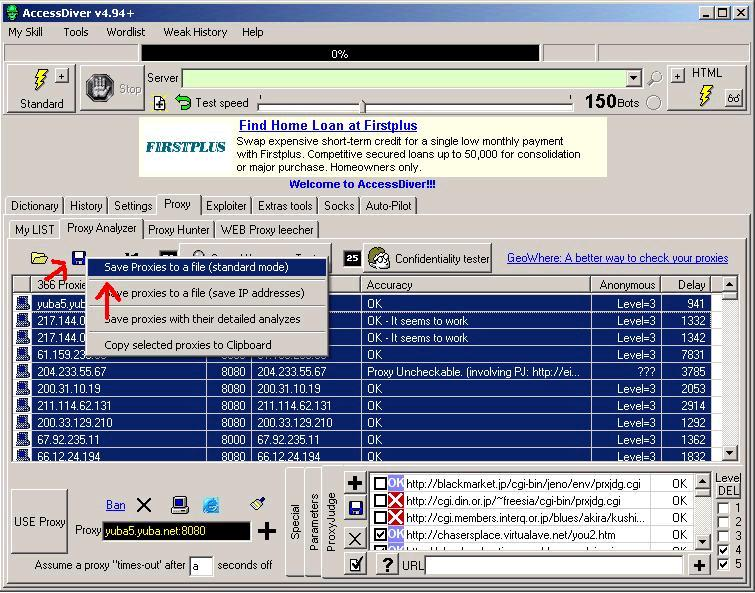 AccessDiver v4.94+
My Skill Tools Wordlist Weak History Help
0%
Standard
+
Stop
Server
Test speed
150 Bots
+ HTML
FIRSTPLUS
Find Home Loan at Firstplus
Swap expensive short-term credit for a single low monthly payment
with Firstplus. Competitive secured loans up to 50,000 for consolidation
or major purchase. Homeowners only.
Welcome to AccessDiver!!!
Dictionary History Settings Proxy Exploiter Extras tools Socks Auto-Pilot
My LIST Proxy Analyzer Proxy Hunter WEB Proxy leecher
25 Confidentiality tester GeoWhere: A better way to check your proxies
Save Proxies to a file (standard mode)
proxies to a file (save IP addresses)
Save proxies with their detailed analyzes
Copy selected proxies to Clipboard
366 Proxie Accuracy Anonymous Delay
yuba5.yub OK Level=3 941
217.144.0 OK - It seems to work Level=3 1332
217.144.0 OK - It seems to work Level=3 1342
OK Level=3 7831
204.233.55.67 8080 204.233.55.67 Proxy Uncheckable. (involving PJ: http://ei... ??? 3785
200.31.10.19 8080 200.31.10.19 OK Level=3 2053
211.114.62.131 8080 211.114.62.131 OK Level=3 2914
200.33.129.210 8080 200.33.129.210 OK Level=3 1292
67.92.235.11 8000 67.92.235.11 OK Level=3 1362
66.12.24.194 8080 66.12.24.194 OK Level=3 1832
USE Proxy
Ban
Proxy yuba5.yuba.net:8080
Assume a proxy "times-out" after a seconds off
Special
Parameters
ProxyJudge
OK http://blackmarket.jp/cgi-bin/jeno/env/prxjdg.cgi OK
http://cgi.din.or.jp/~freesia/cgi-bin/prxjdg.cgi OK
http://cgi.members.interq.or.jp/blues/akira/kushi... OK
OK http://chasersplace.virtualave.net/you2.htm OK
? URL
Level
DEL
1
2
3
4
5